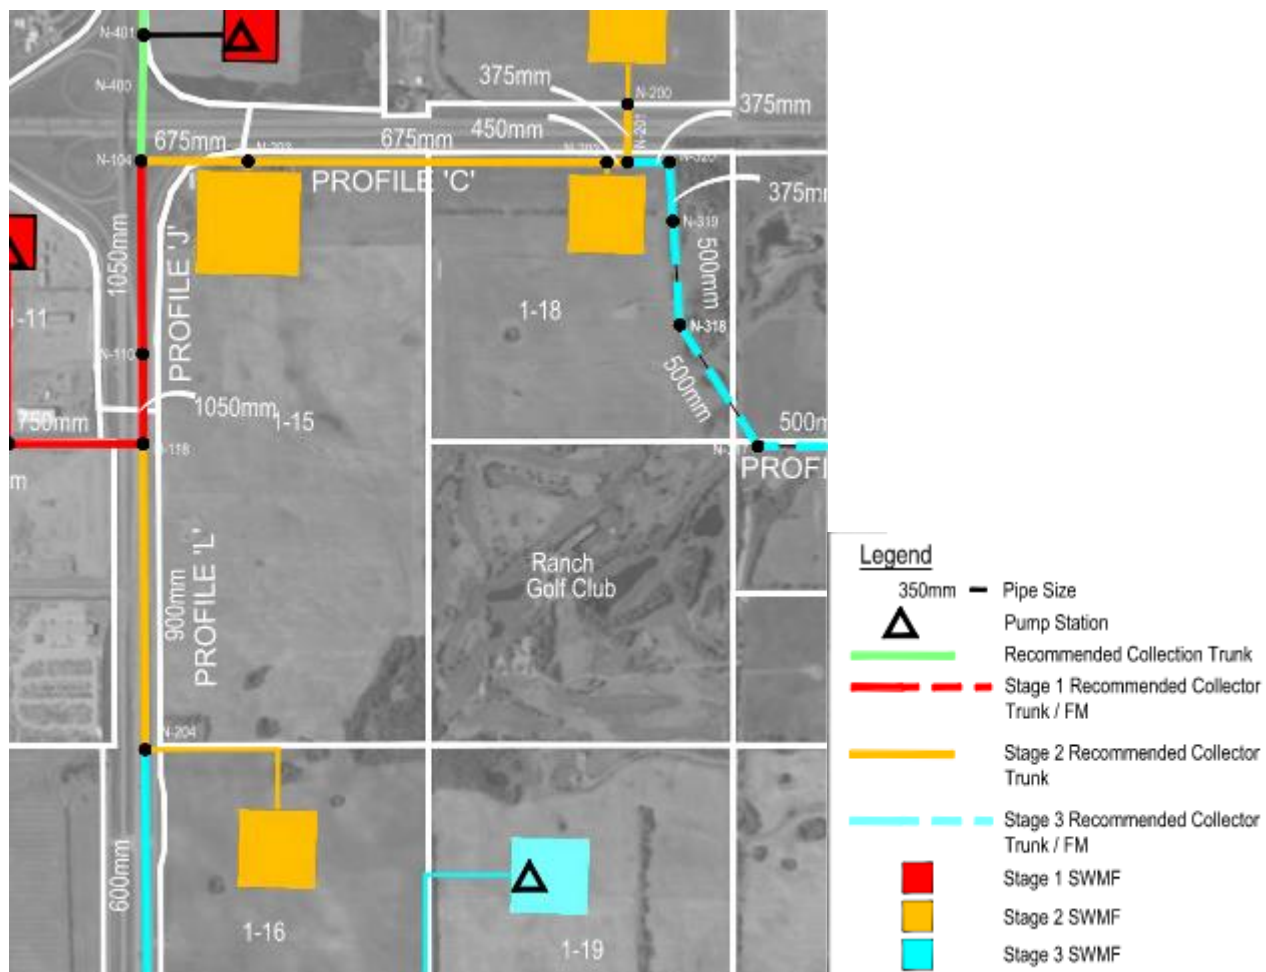 N-401
N-400
375mm
N-200
375mm
450mm
N-201
675mm
675mm
N-104
N-203
N-202
N-320
PROFILE 'C'
375m
N-319
1050mm
PROFILE 'J'
500mm
1-18
-11
N-318
N-110
500mm
1050mm
750mm
1-15
500m
N-118
PROFI
m
Ranch
Golf Club
900mm
PROFILE 'L'
N-204
600mm
1-16
1-19
Legend
350mm
Pipe Size
Pump Station
Recommended Collection Trunk
Stage 1 Recommended Collector
Trunk / FM
Stage 2 Recommended Collector
Trunk
Stage 3 Recommended Collector
Trunk / FM
Stage 1 SWMF
Stage 2 SWMF
Stage 3 SWMF